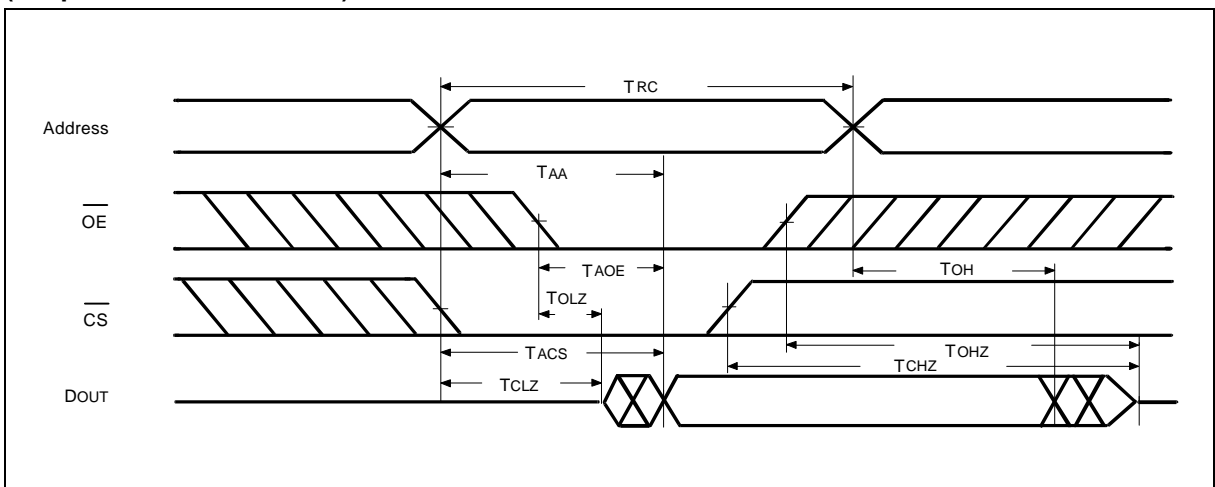 TRC
Address
TAA
OE
TAOE
TOH
TOLZ
CS
TOHZ
TACS
TCHZ
TCLZ
DOUT